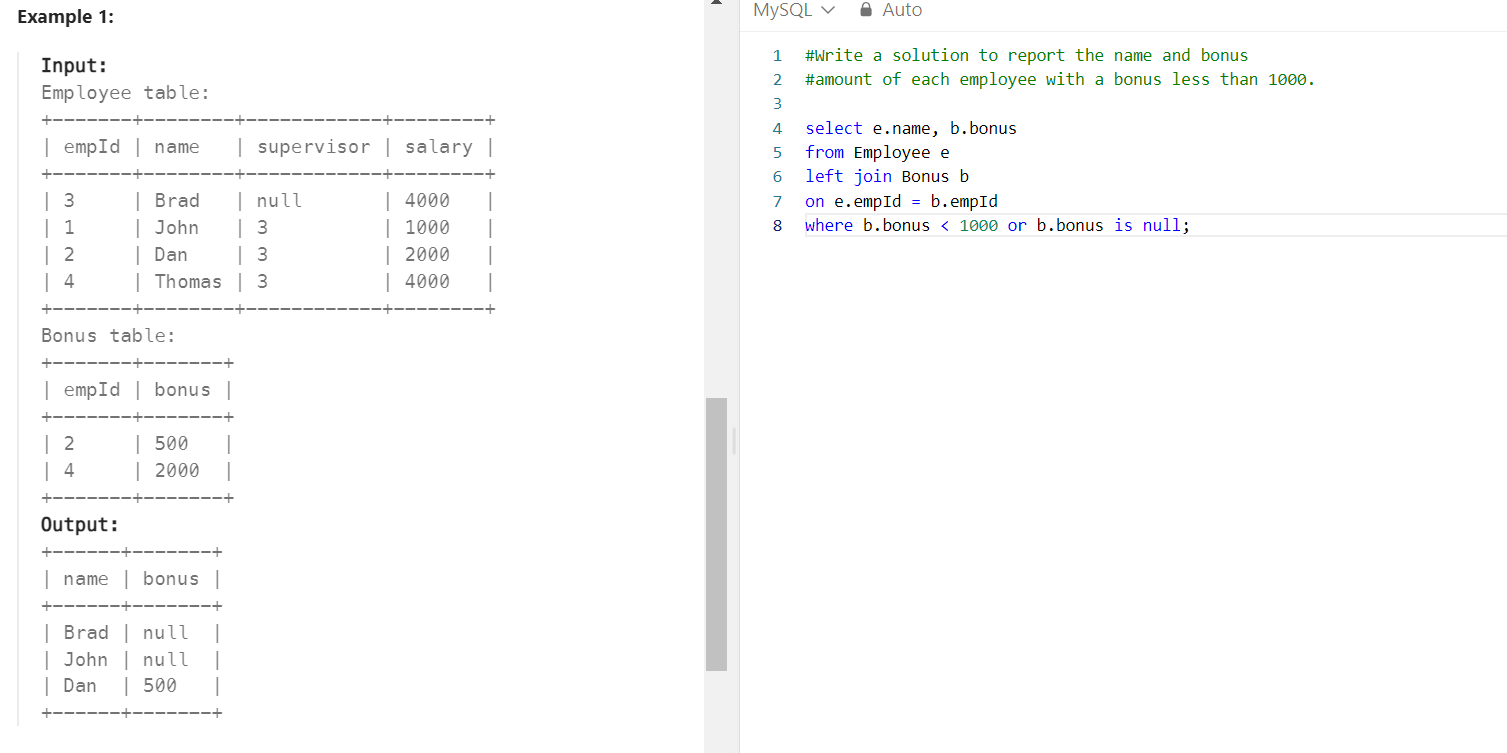 Example 1:
Input:
Employee table:
+-------+--------+------------+--------+
| empId | name   | supervisor | salary |
+-------+--------+------------+--------+
| 3     | Brad   | null       | 4000   |
| 1     | John   | 3          | 1000   |
| 2     | Dan    | 3          | 2000   |
| 4     | Thomas | 3          | 4000   |
+-------+--------+------------+--------+
Bonus table:
+-------+-------+
| empId | bonus |
+-------+-------+
| 2     | 500   |
| 4     | 2000  |
+-------+-------+
Output:
+------+-------+
| name | bonus |
+------+-------+
| Brad | null  |
| John | null  |
| Dan  | 500   |
+------+-------+
MySQL Auto
1 #Write a solution to report the name and bonus
2 #amount of each employee with a bonus less than 1000.
3
4 select e.name, b.bonus
5 from Employee e
6 left join Bonus b
7 on e.empId = b.empId
8 where b.bonus < 1000 or b.bonus is null;